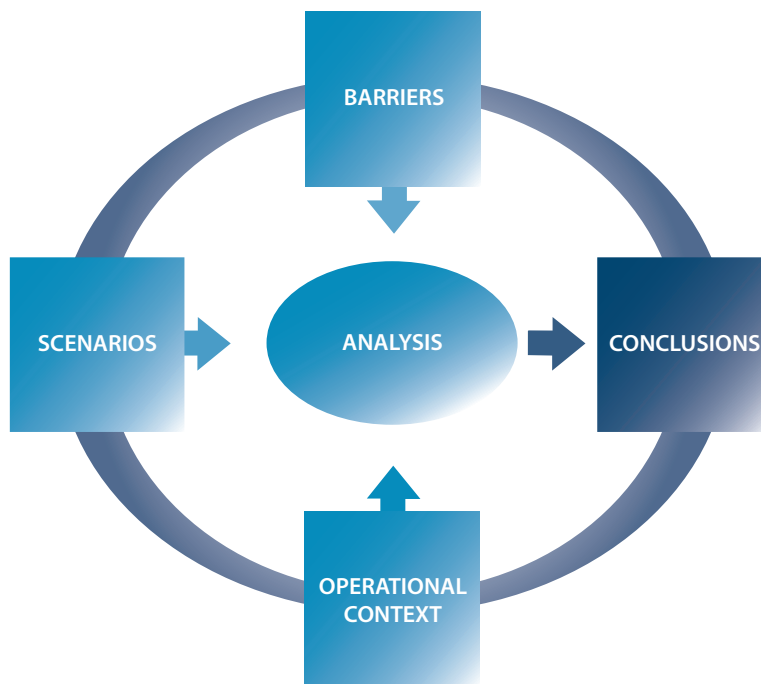 BARRIERS
SCENARIOS
ANALYSIS
CONCLUSIONS
OPERATIONAL
CONTEXT